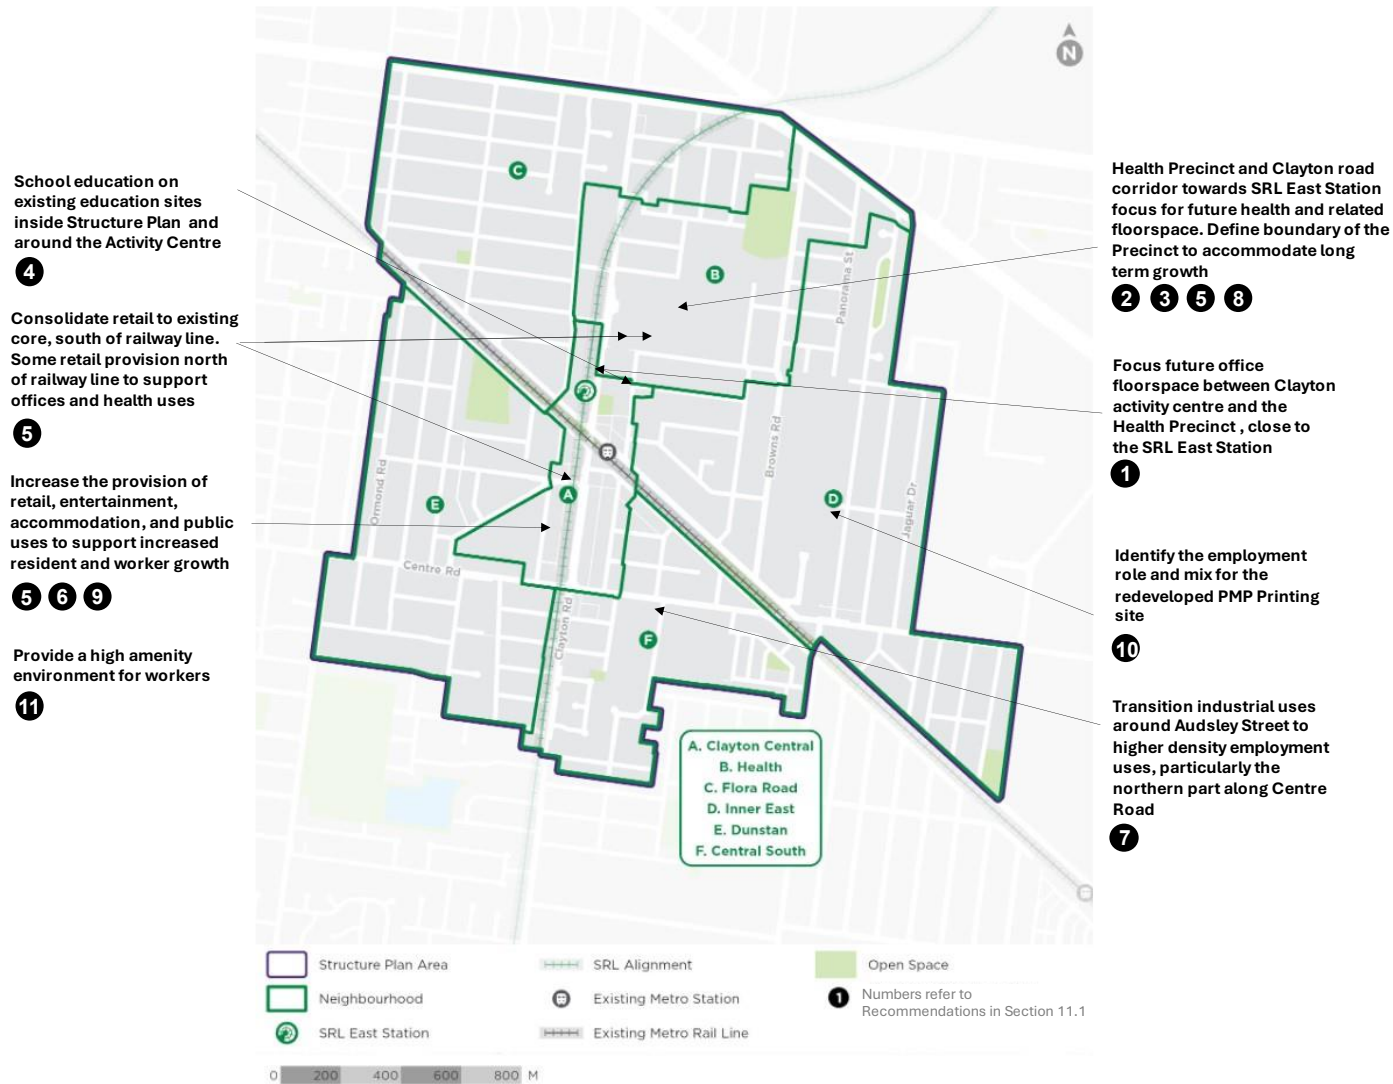 N
School education on
existing education sites
inside Structure Plan and
around the Activity Centre
4
Consolidate retail to existing
core, south of railway line.
Some retail provision north
of railway line to support
offices and health uses
5
Increase the provision of
retail, entertainment,
accommodation, and public
uses to support increased
resident and worker growth
5 6 9
Provide a high amenity
environment for workers
11
C
B
A
E
D
F
Panorama St
Browns Rd
Ormond Rd
Jaguar Dr
Centre Rd
Clayton Rd
A. Clayton Central
B. Health
C. Flora Road
D. Inner East
E. Dunstan
F. Central South
Health Precinct and Clayton road
corridor towards SRL East Station
focus for future health and related
floorspace. Define boundary of the
Precinct to accommodate long
term growth
2 3 5 8
Focus future office
floorspace between Clayton
activity centre and the
Health Precinct , close to
the SRL East Station
1
Identify the employment
role and mix for the
redeveloped PMP Printing
site
10
Transition industrial uses
around Audsley Street to
higher density employment
uses, particularly the
northern part along Centre
Road
7
Structure Plan Area
Neighbourhood
SRL East Station
SRL Alignment
Existing Metro Station
Existing Metro Rail Line
Open Space
1 Numbers refer to
Recommendations in Section 11.1
0 200 400 600 800 M